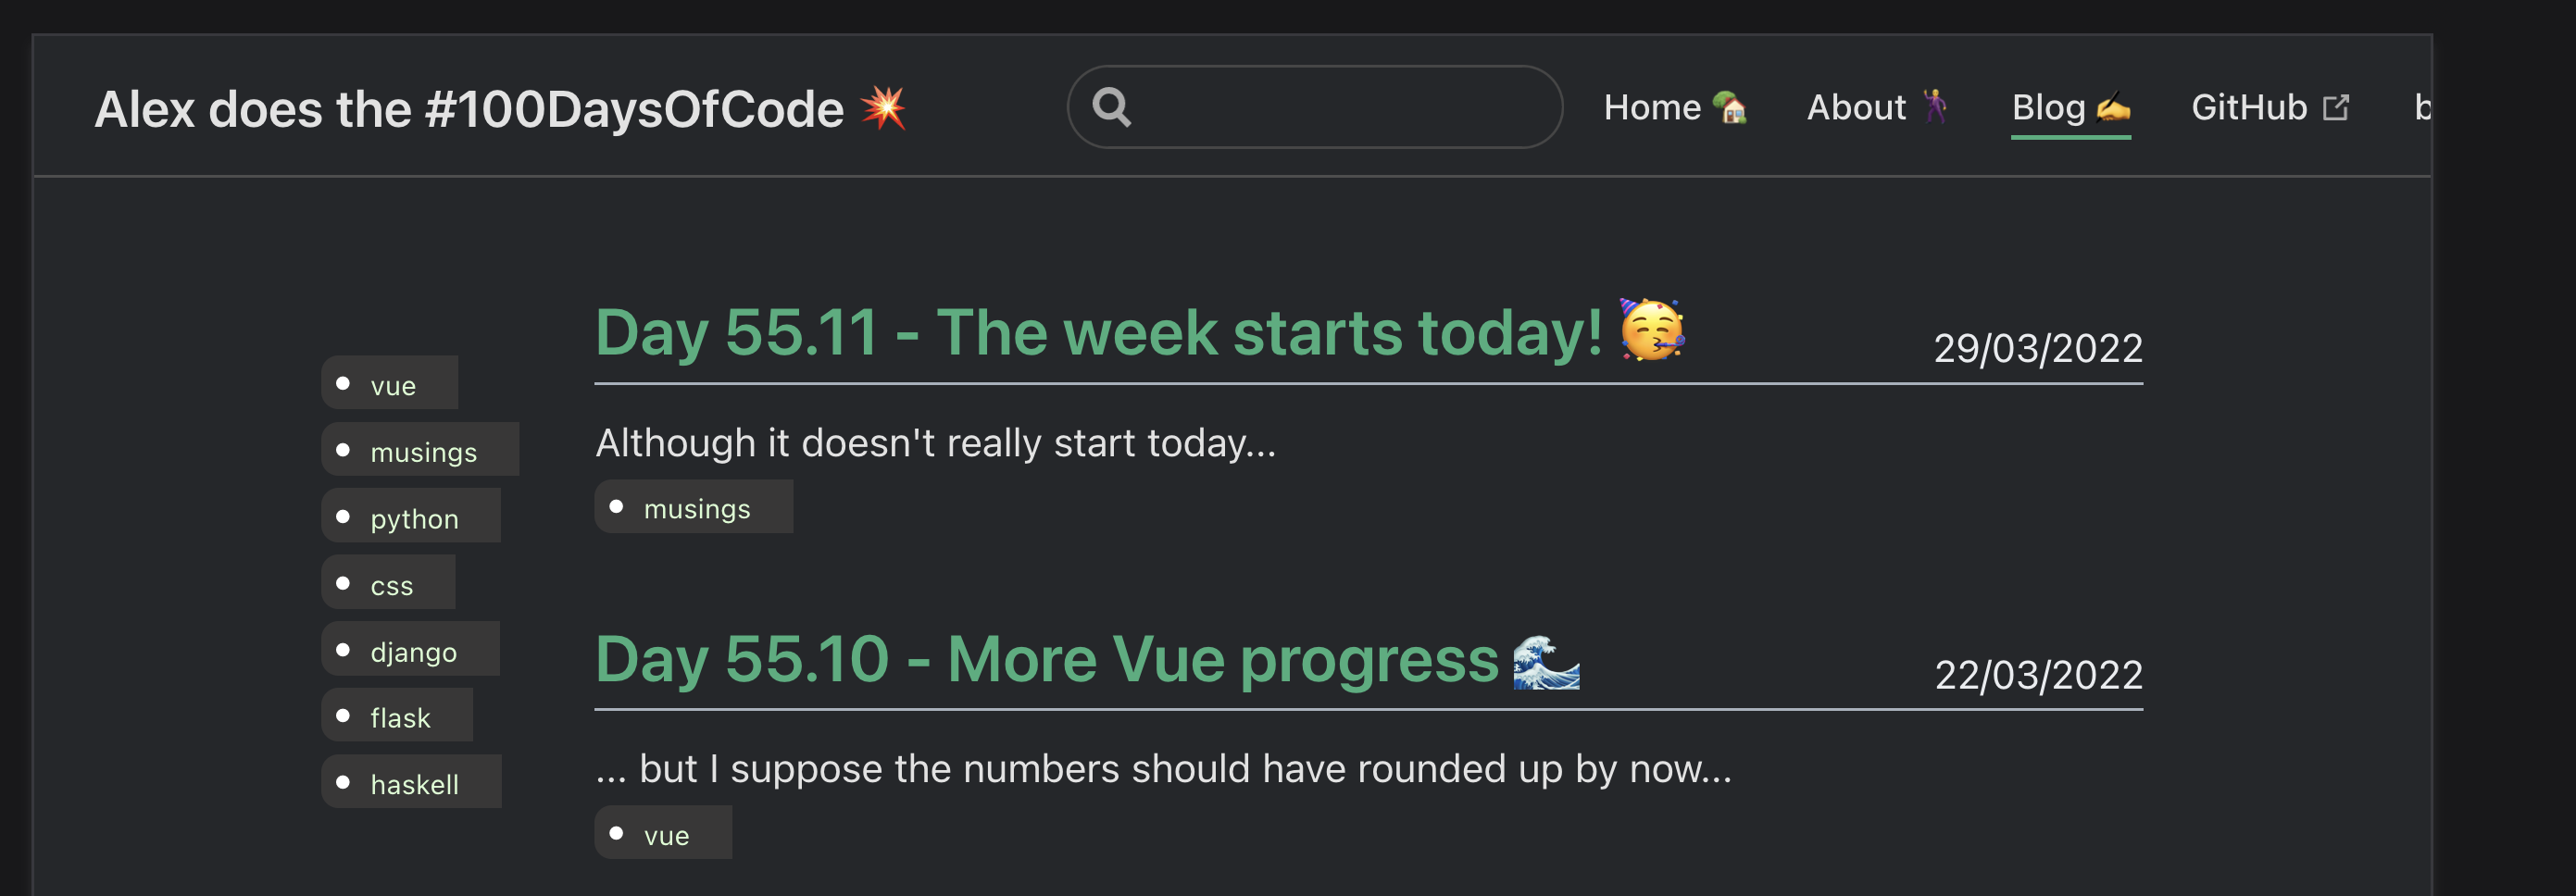 Alex does the #100DaysOfCode 💥
Home 🏡 About 🕺 Blog ✍️ GitHub b
vue
musings
python
css
django
flask
haskell
Day 55.11 - The week starts today! 🥳 29/03/2022
Although it doesn't really start today...
musings
Day 55.10 - More Vue progress 🌊 22/03/2022
... but I suppose the numbers should have rounded up by now...
vue